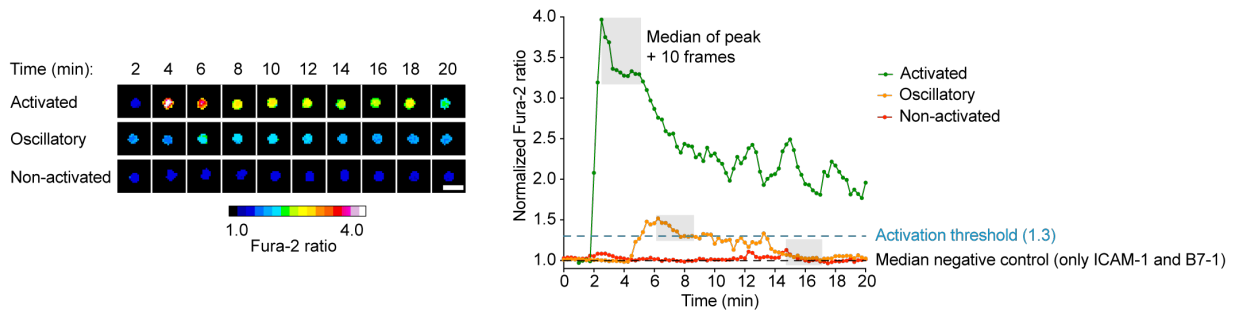 Time (min): 2 4 6 8 10 12 14 16 18 20
Activated
Oscillatory
Non-activated
1.0 4.0
Fura-2 ratio
Normalized Fura-2 ratio
4.0
3.5
3.0
2.5
2.0
1.5
1.0
Median of peak
+ 10 frames
Activated
Oscillatory
Non-activated
Activation threshold (1.3)
Median negative control (only ICAM-1 and B7-1)
0 2 4 6 8 10 12 14 16 18 20
Time (min)